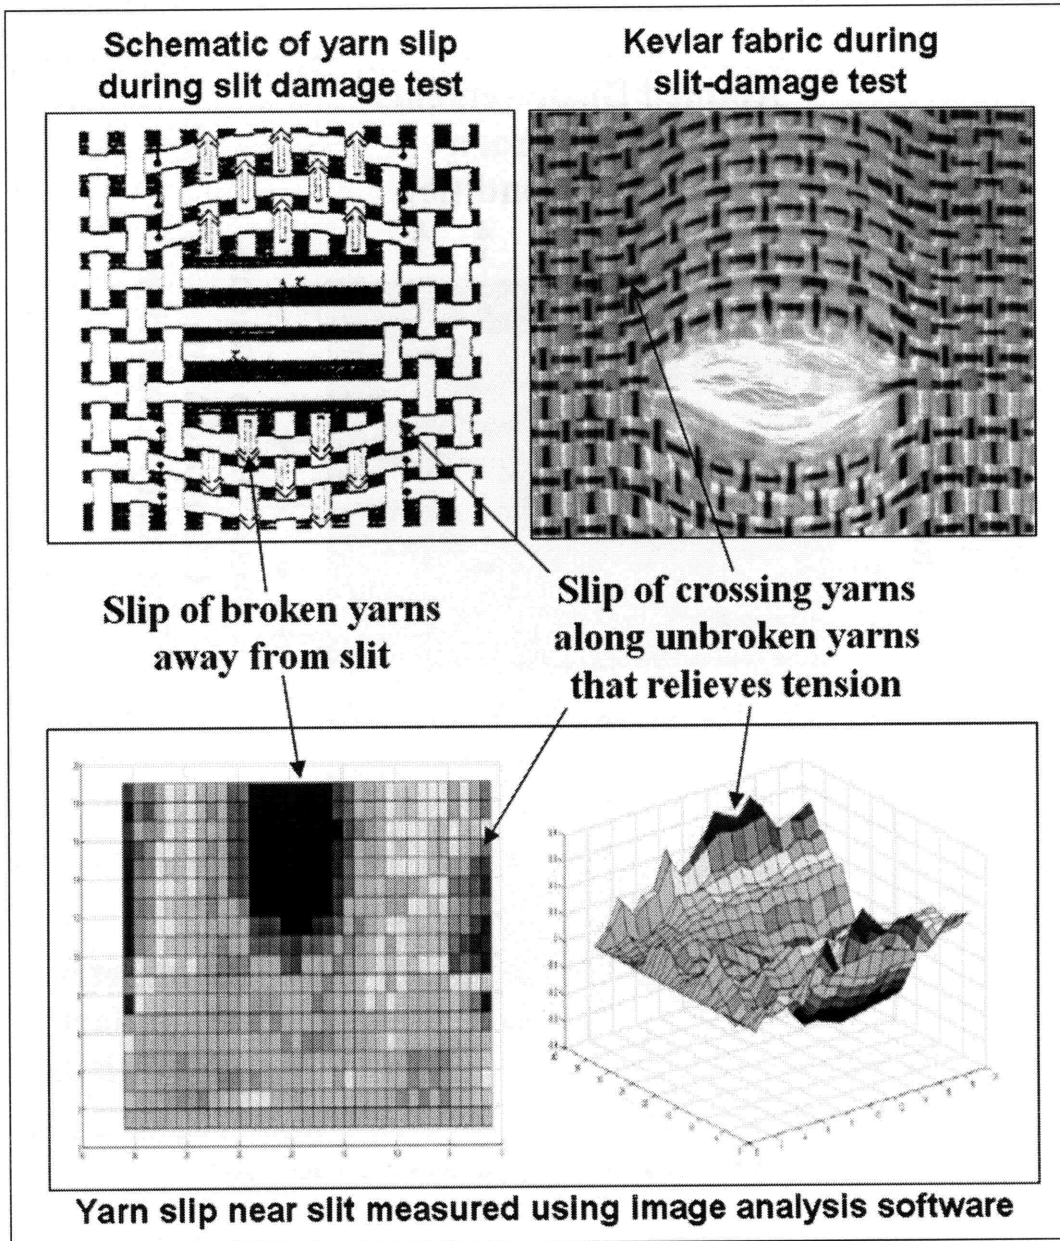 Schematic of yarn slip
during slit damage test
Kevlar fabric during
slit-damage test
Slip of broken yarns
away from slit
Slip of crossing yarns
along unbroken yarns
that relieves tension
Yarn slip near slit measured using image analysis software